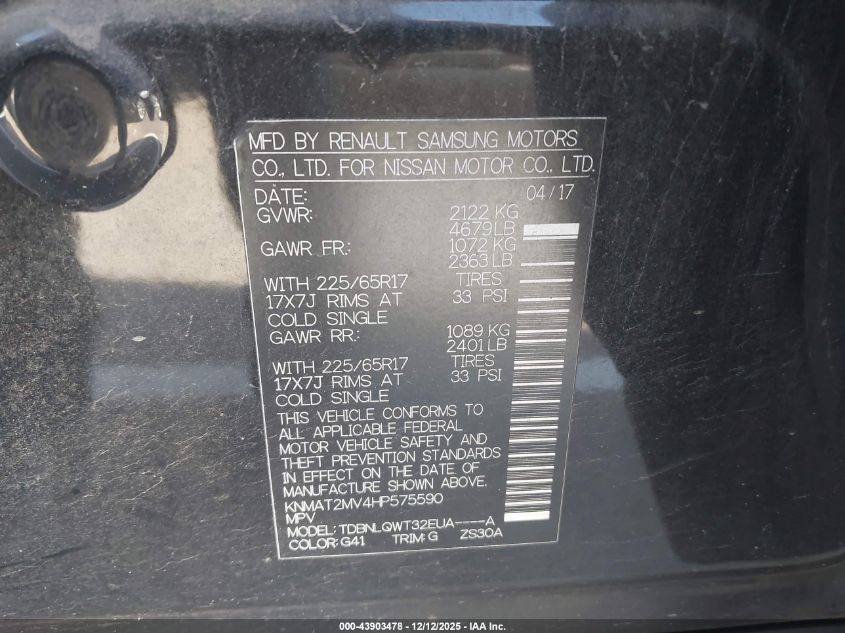 MFD BY RENAULT SAMSUNG MOTORS
CO., LTD. FOR NISSAN MOTOR CO., LTD.
DATE: 04/17
GVWR: 2122 KG
4679 LB
GAWR FR.: 1072 KG
2363 LB
WITH 225/65R17 TIRES
17X7J RIMS AT 33 PSI
COLD SINGLE
GAWR RR.: 1089 KG
2401 LB
WITH 225/65R17 TIRES
17X7J RIMS AT 33 PSI
COLD SINGLE
THIS VEHICLE CONFORMS TO
ALL APPLICABLE FEDERAL
MOTOR VEHICLE SAFETY AND
THEFT PREVENTION STANDARDS
IN EFFECT ON THE DATE OF
MANUFACTURE SHOWN ABOVE.
KNMAT2MV4HP575590
MPV
MODEL: TDBNLQWT32EUA----A
COLOR: G41 TRIM: G ZS30A
000-43903478 - 12/12/2025 - IAA Inc.